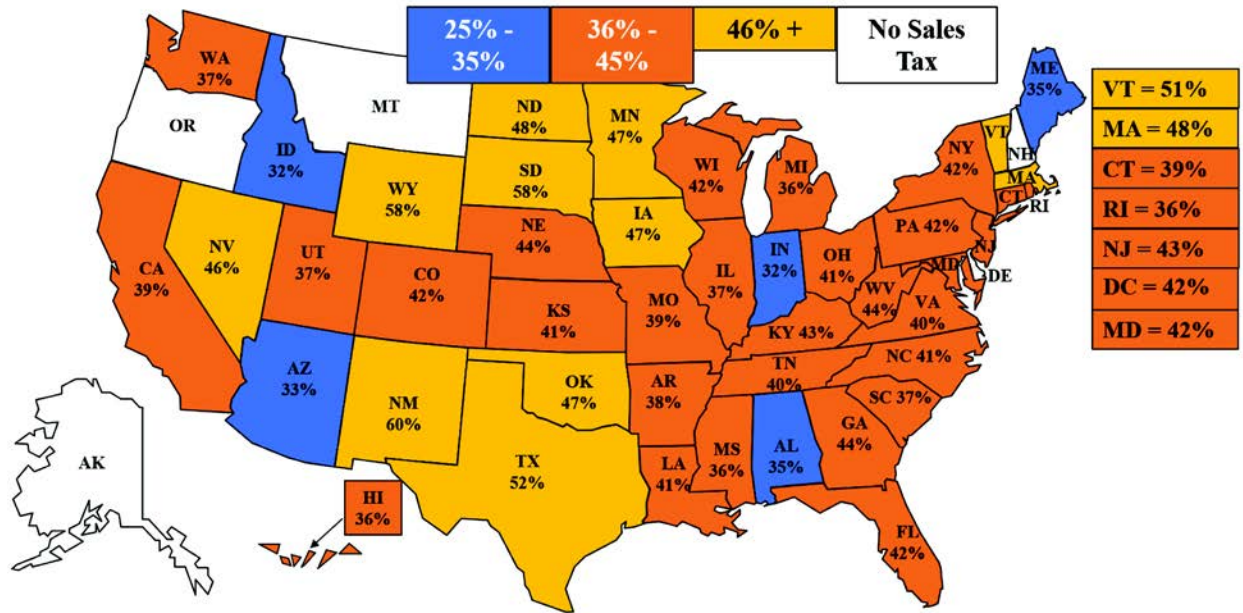 25% -
35%
36% -
45%
46% +
No Sales
Tax
WA
37%
OR
MT
ID
32%
ND
48%
MN
47%
SD
58%
WY
58%
WI
42%
MI
36%
NY
42%
VT
NH
ME
35%
MA
CT
RI
NV
46%
UT
37%
CA
39%
CO
42%
NE
44%
IA
47%
IL
37%
IN
32%
OH
41%
PA 42%
NJ
MD
DE
WV
44%
VA
40%
KS
41%
MO
39%
KY 43%
NC 41%
TN
40%
SC 37%
AZ
33%
NM
60%
OK
47%
AR
38%
MS
36%
AL
35%
GA
44%
TX
52%
LA
41%
FL
42%
AK
HI
36%
VT = 51%
MA = 48%
CT = 39%
RI = 36%
NJ = 43%
DC = 42%
MD = 42%